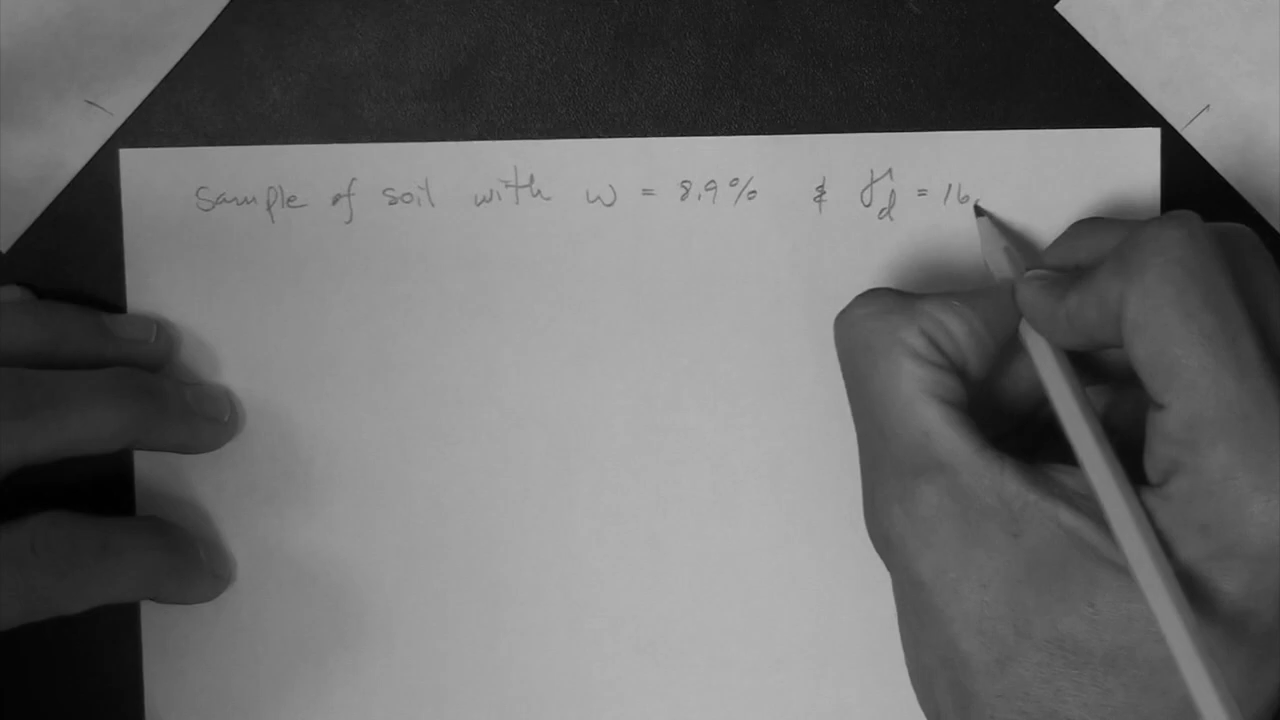 Sample of soil with w = 8.9% & γd = 16.